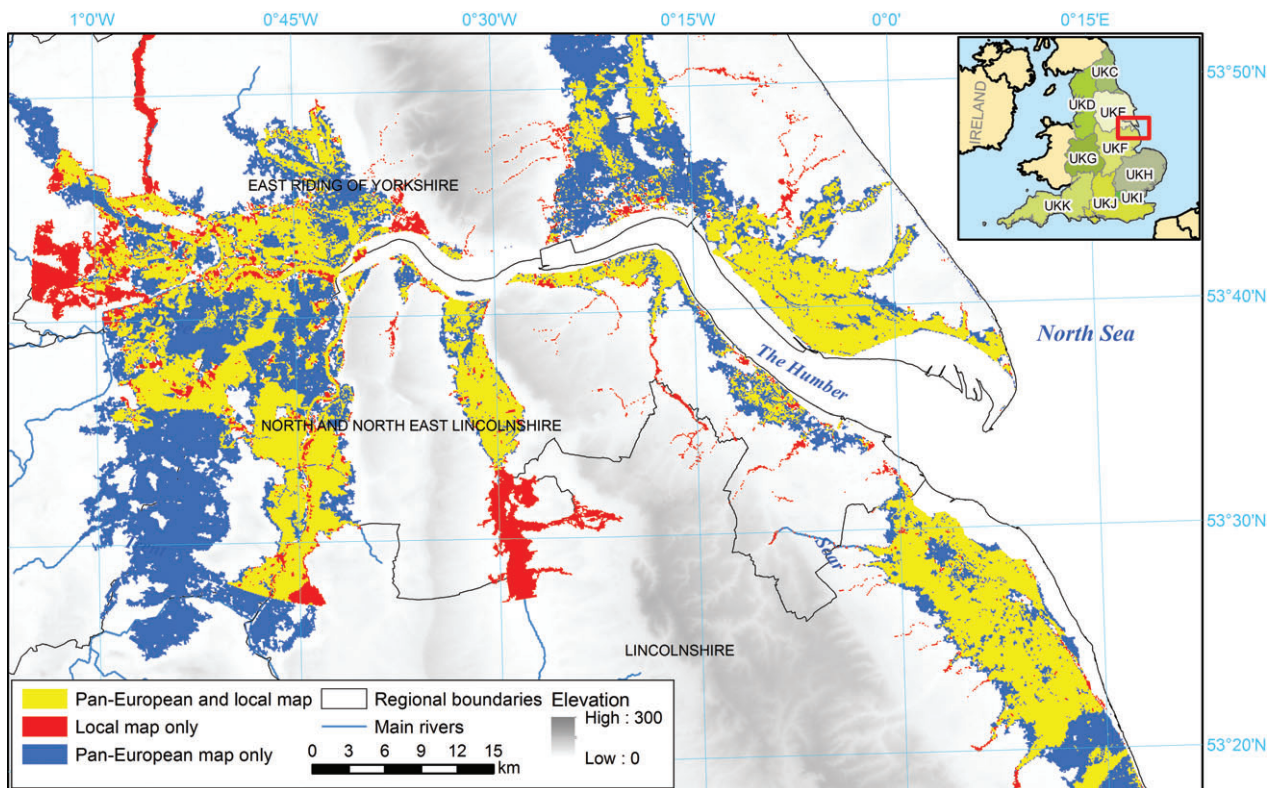 1°0'W 0°45'W 0°30'W 0°15'W 0°0' 0°15'E
53°50'N
53°40'N
53°30'N
53°20'N
IRELAND
UKC
UKD
UKE
UKF
UKG
UKH
UKI
UKJ
UKK
EAST RIDING OF YORKSHIRE
North Sea
The Humber
NORTH AND NORTH EAST LINCOLNSHIRE
Soar
LINCOLNSHIRE
Pan-European and local map
Local map only
Pan-European map only
Regional boundaries
Main rivers
0 3 6 9 12 15
km
Elevation
High : 300
Low : 0